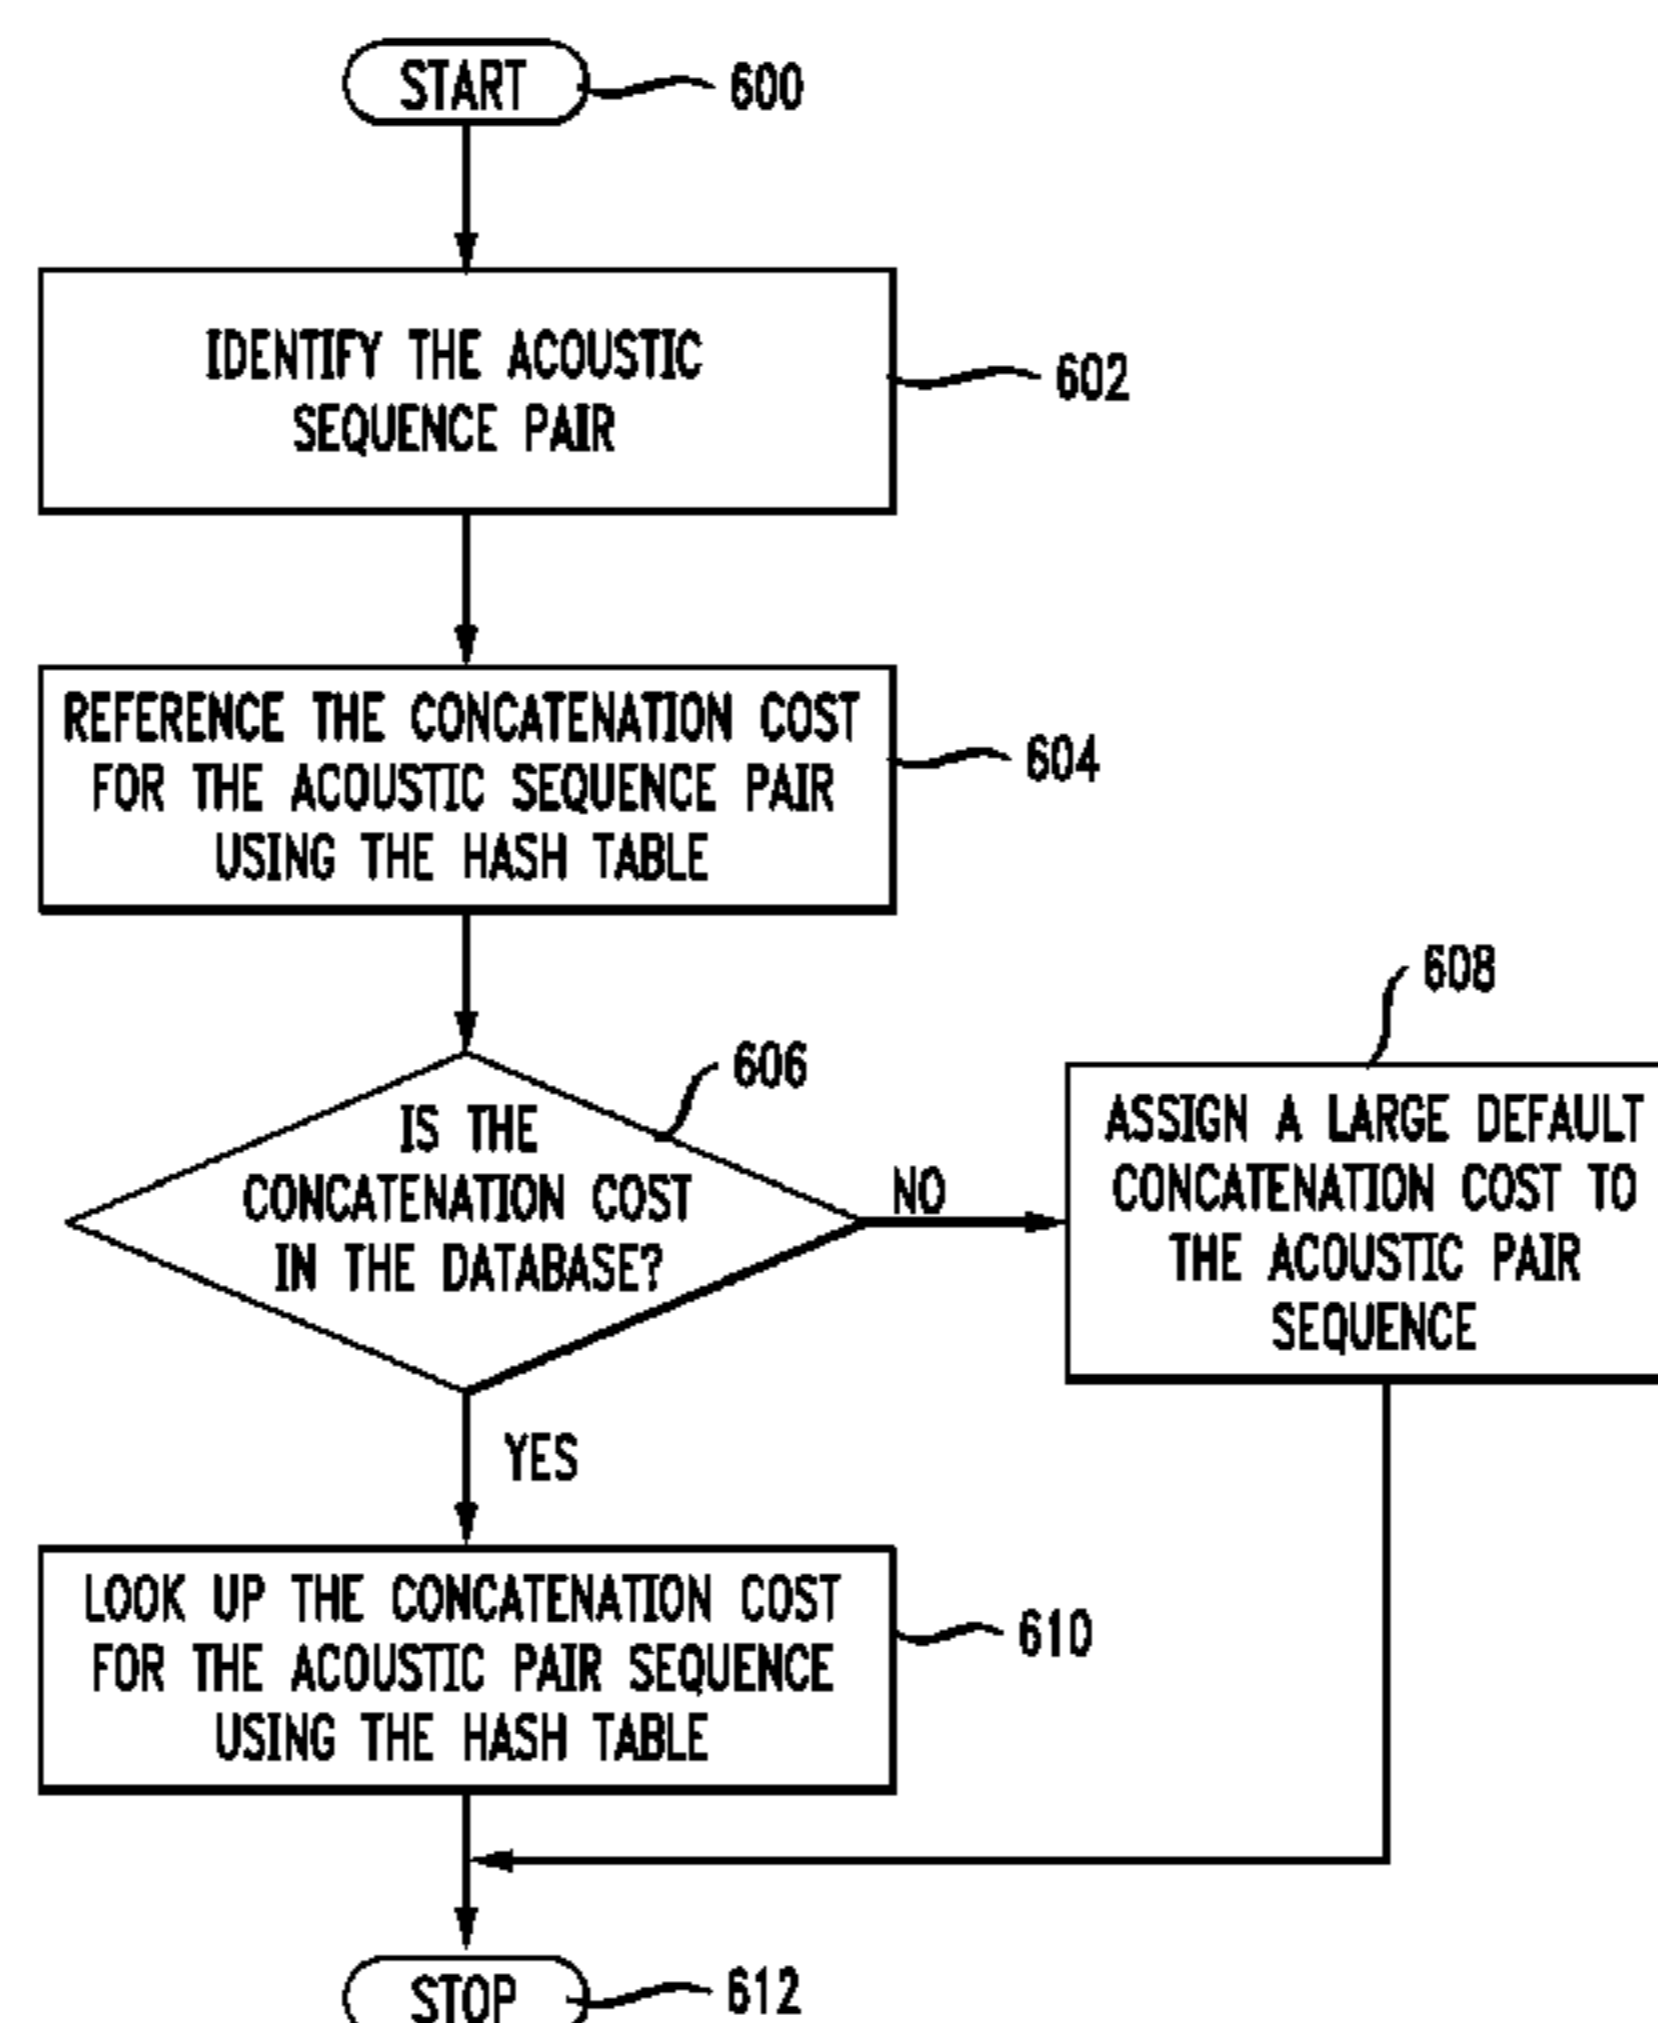 START
600
IDENTIFY THE ACOUSTIC
SEQUENCE PAIR
602
REFERENCE THE CONCATENATION COST
FOR THE ACOUSTIC SEQUENCE PAIR
USING THE HASH TABLE
604
IS THE
CONCATENATION COST
IN THE DATABASE?
606
NO
608
ASSIGN A LARGE DEFAULT
CONCATENATION COST TO
THE ACOUSTIC PAIR
SEQUENCE
YES
LOOK UP THE CONCATENATION COST
FOR THE ACOUSTIC PAIR SEQUENCE
USING THE HASH TABLE
610
STOP
612